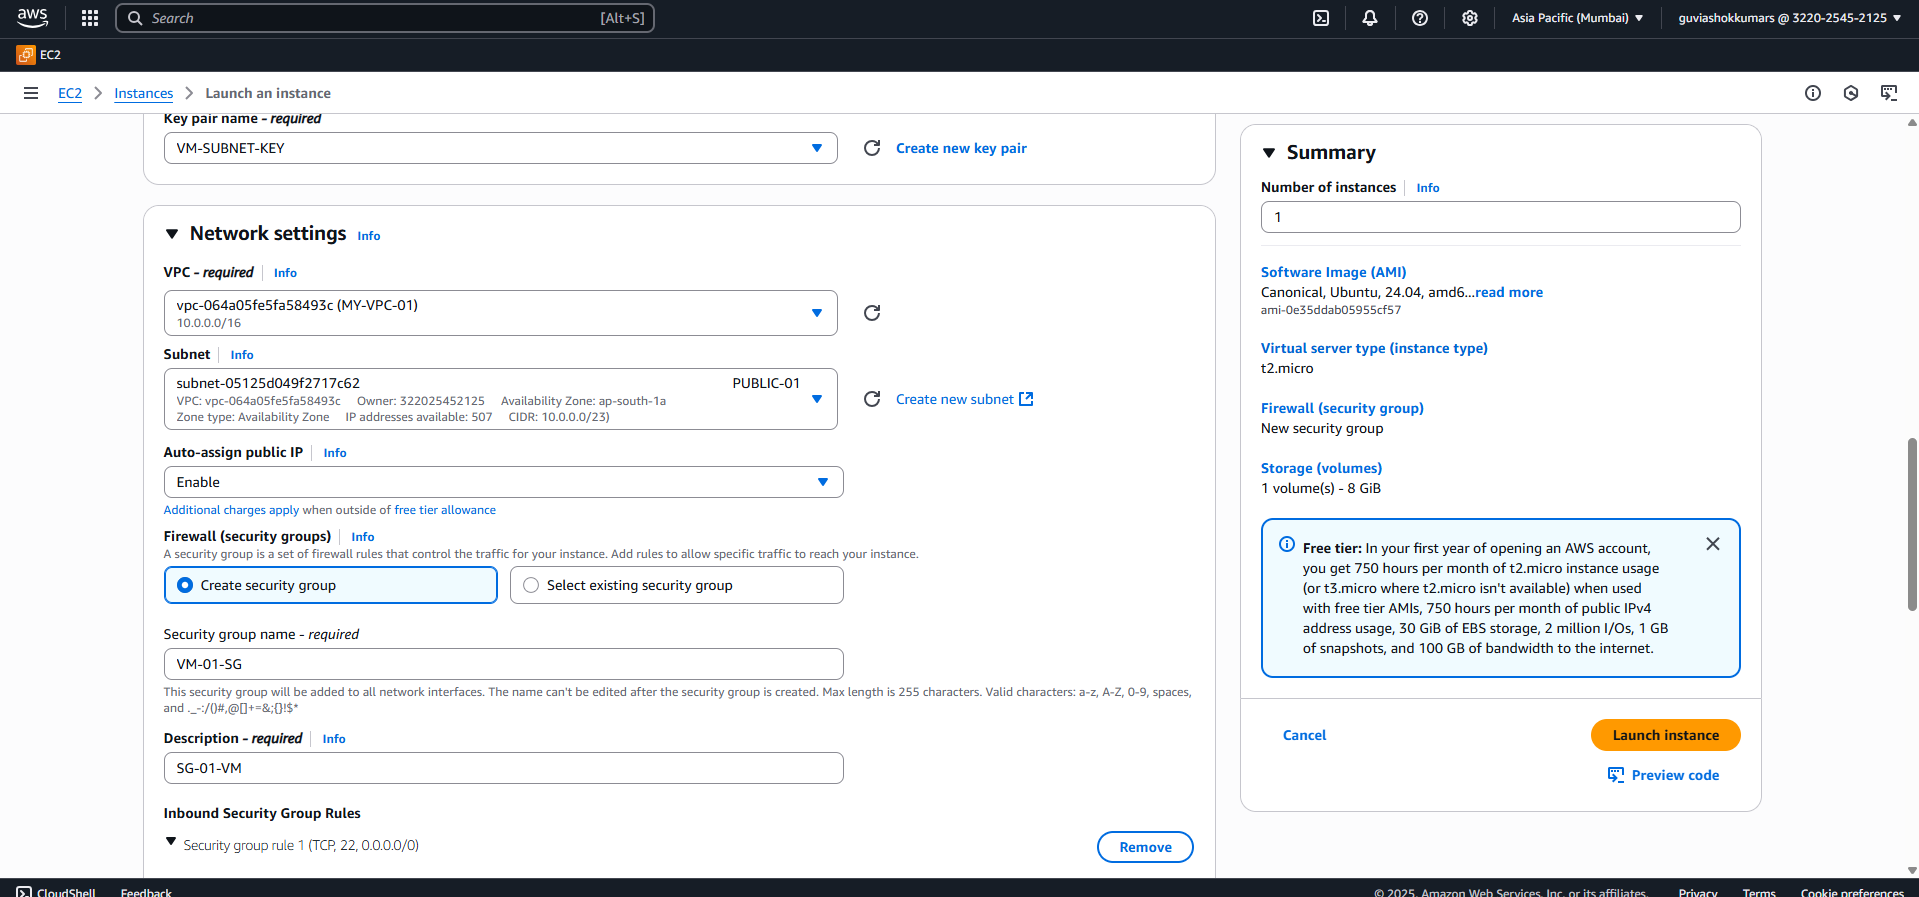 aws
Search [Alt+S]
Asia Pacific (Mumbai)
guviashokkumars @ 3220-2545-2125
EC2
EC2 > Instances > Launch an instance
Key pair name - required
VM-SUBNET-KEY
Create new key pair
Network settings Info
VPC - required Info
vpc-064a05fe5fa58493c (MY-VPC-01)
10.0.0.0/16
Subnet Info
subnet-05125d049f2717c62 PUBLIC-01
VPC: vpc-064a05fe5fa58493c Owner: 322025452125 Availability Zone: ap-south-1a
Zone type: Availability Zone IP addresses available: 507 CIDR: 10.0.0.0/23)
Create new subnet
Auto-assign public IP Info
Enable
Additional charges apply when outside of free tier allowance
Firewall (security groups) Info
A security group is a set of firewall rules that control the traffic for your instance. Add rules to allow specific traffic to reach your instance.
Create security group
Select existing security group
Security group name - required
VM-01-SG
This security group will be added to all network interfaces. The name can't be edited after the security group is created. Max length is 255 characters. Valid characters: a-z, A-Z, 0-9, spaces,
and ._-:/()#,@[]+=&;{}!$*
Description - required Info
SG-01-VM
Inbound Security Group Rules
Security group rule 1 (TCP, 22, 0.0.0.0/0)
Remove
Summary
Number of instances Info
1
Software Image (AMI)
Canonical, Ubuntu, 24.04, amd6...read more
ami-0e35ddab05955cf57
Virtual server type (instance type)
t2.micro
Firewall (security group)
New security group
Storage (volumes)
1 volume(s) - 8 GiB
Free tier: In your first year of opening an AWS account,
you get 750 hours per month of t2.micro instance usage
(or t3.micro where t2.micro isn't available) when used
with free tier AMIs, 750 hours per month of public IPv4
address usage, 30 GiB of EBS storage, 2 million I/Os, 1 GB
of snapshots, and 100 GB of bandwidth to the internet.
Cancel
Launch instance
Preview code
CloudShell Feedback
© 2025, Amazon Web Services, Inc. or its affiliates. Privacy Terms Cookie preferences